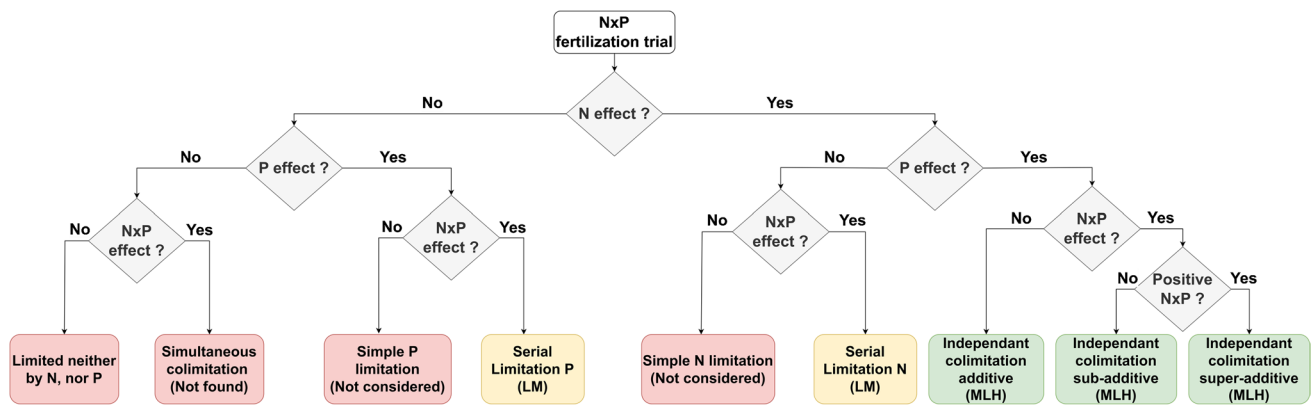 NxP
fertilization trial
N effect ?
No
Yes
P effect ?
P effect ?
No
Yes
No
Yes
NxP
effect ?
NxP
effect ?
NxP
effect ?
NxP
effect ?
No
Yes
No
Yes
No
Yes
No
Yes
Positive
NxP ?
No
Yes
Limited neither
by N, nor P
Simultaneous
colimitation
(Not found)
Simple P
limitation
(Not considered)
Serial
Limitation P
(LM)
Simple N limitation
(Not considered)
Serial
Limitation N
(LM)
Independant
colimitation
additive
(MLH)
Independant
colimitation
sub-additive
(MLH)
Independant
colimitation
super-additive
(MLH)